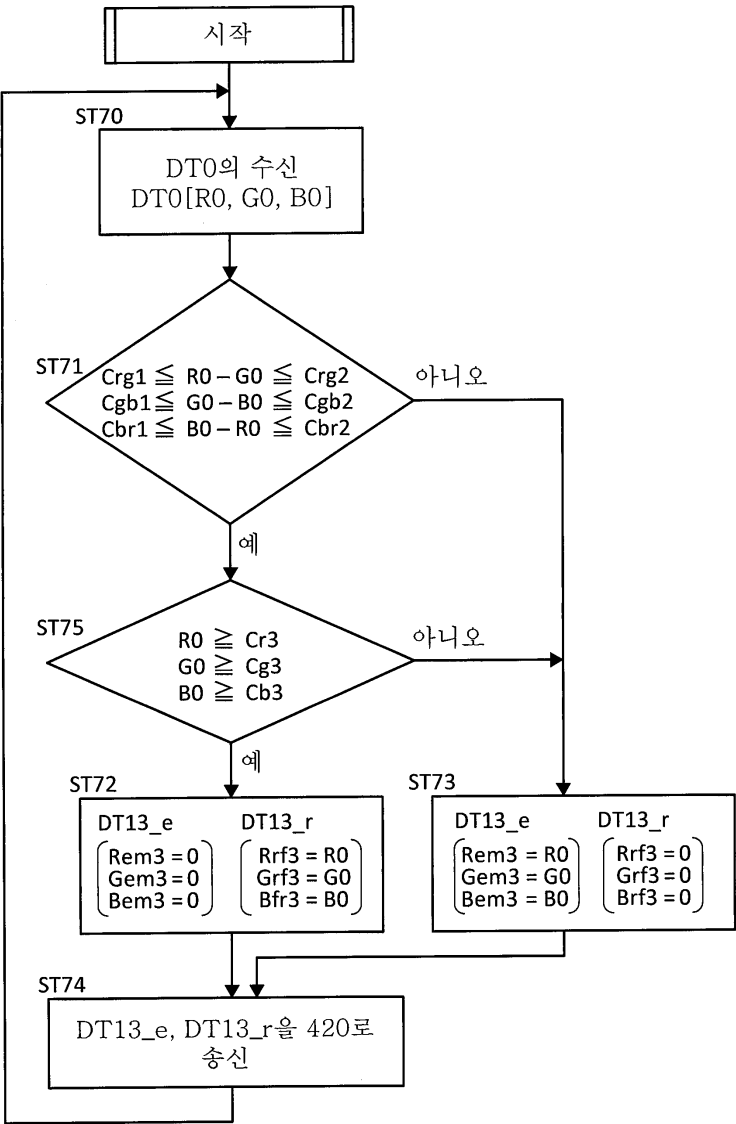 시작
ST70
DT0의 수신
DT0[R0, G0, B0]
ST71
Crg1 ≦ R0 – G0 ≦ Crg2
Cgb1 ≦ G0 – B0 ≦ Cgb2
Cbr1 ≦ B0 – R0 ≦ Cbr2
아니오
예
ST75
R0 ≧ Cr3
G0 ≧ Cg3
B0 ≧ Cb3
아니오
예
ST72
DT13_e DT13_r
Rem3 = 0 Rrf3 = R0
Gem3 = 0 Grf3 = G0
Bem3 = 0 Bfr3 = B0
ST73
DT13_e DT13_r
Rem3 = R0 Rrf3 = 0
Gem3 = G0 Grf3 = 0
Bem3 = B0 Brf3 = 0
ST74
DT13_e, DT13_r을 420로
송신